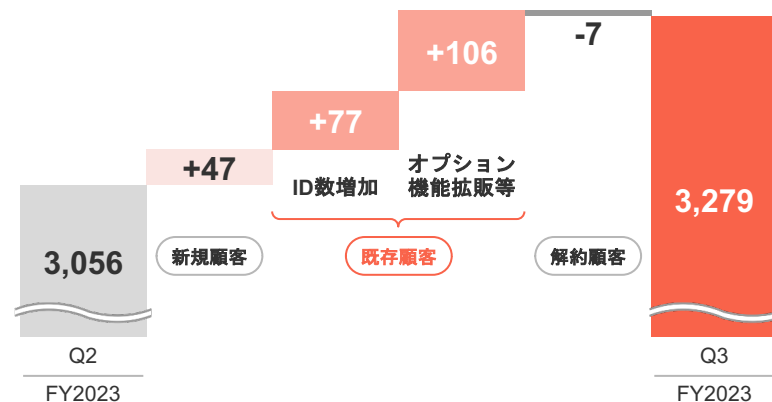 +106
-7
+77
+47
オプション
機能拡販等
ID数増加
3,279
3,056
新規顧客
既存顧客
解約顧客
Q2
Q3
FY2023
FY2023